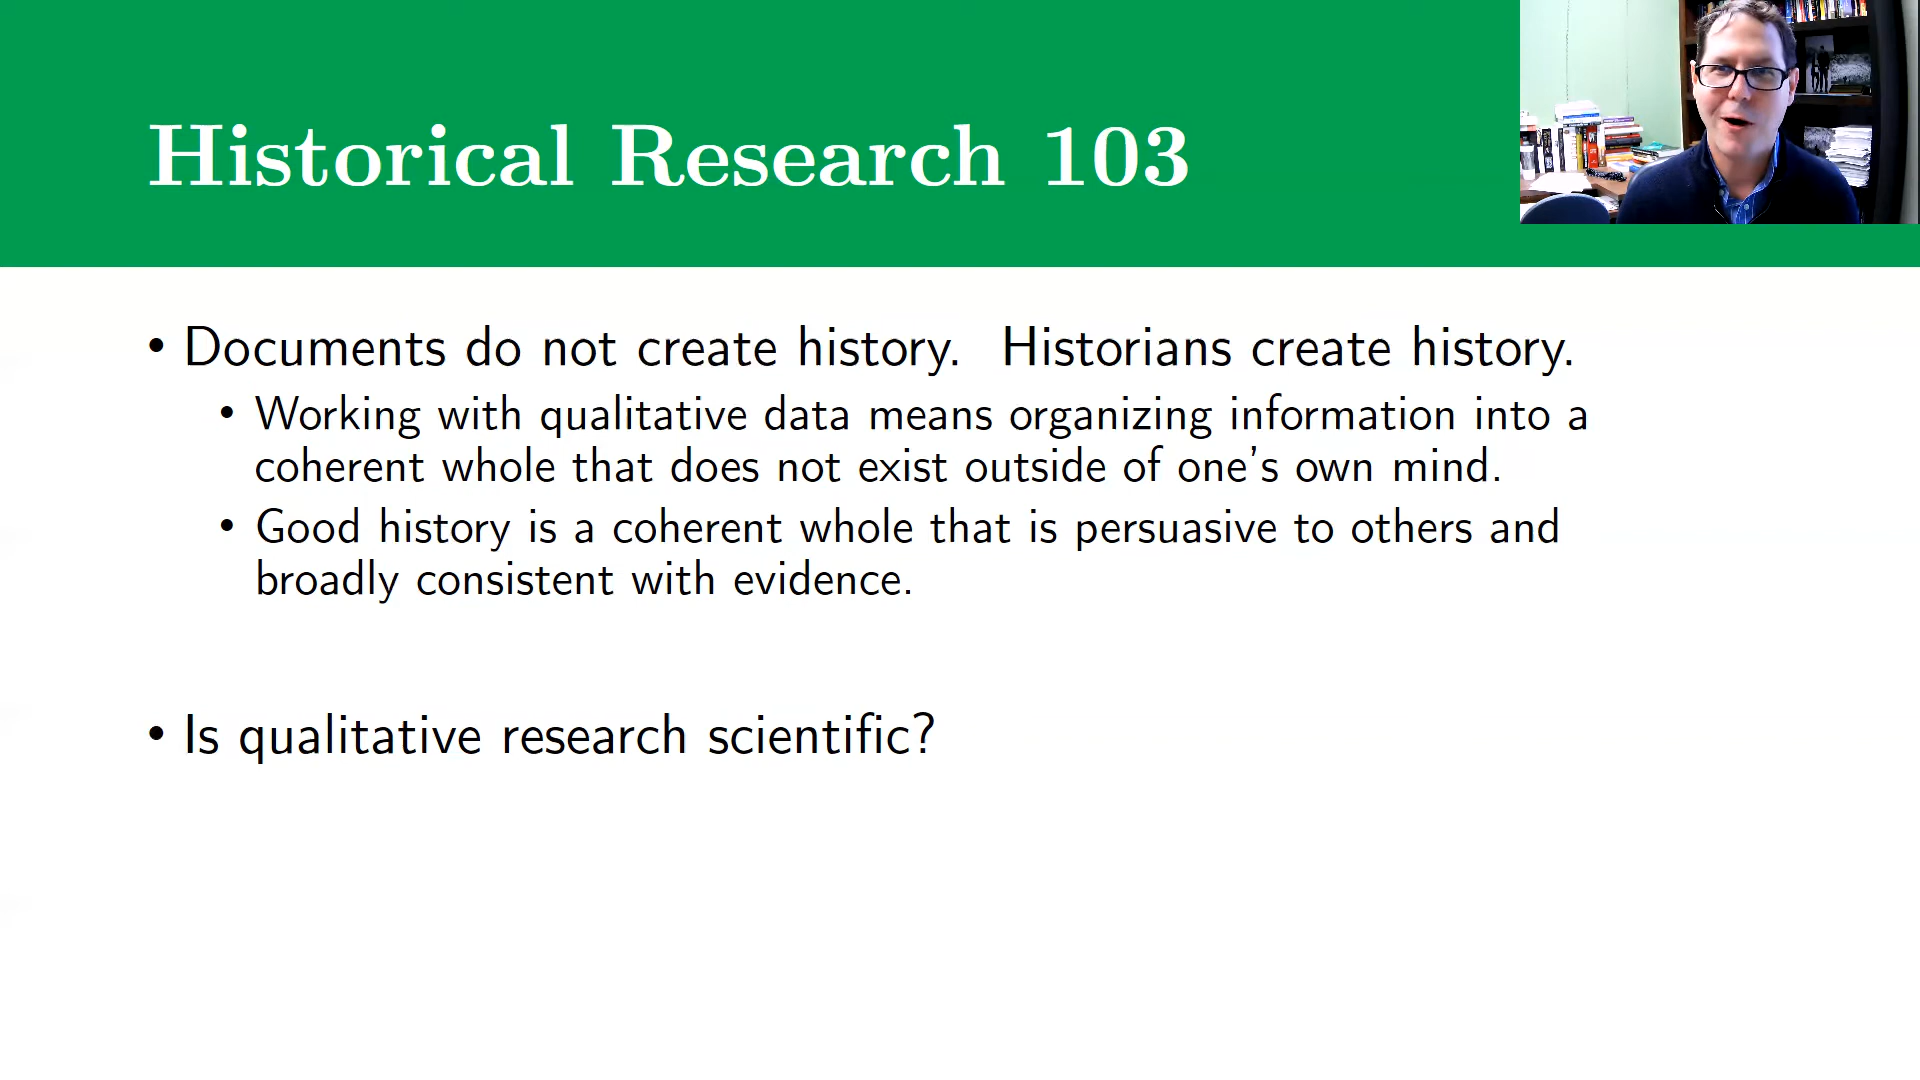 Historical Research 103
• Documents do not create history.  Historians create history.
• Working with qualitative data means organizing information into a
coherent whole that does not exist outside of one's own mind.
• Good history is a coherent whole that is persuasive to others and
broadly consistent with evidence.
• Is qualitative research scientific?